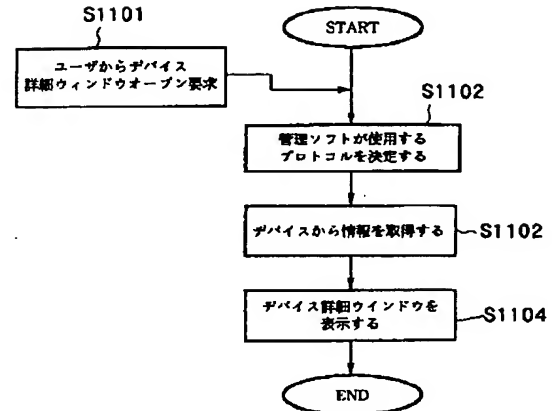 S1101
START
ユーザからデバイス
詳細ウィンドウオープン要求
S1102
管理ソフトが使用する
プロトコルを決定する
デバイスから情報を取得する
S1102
デバイス詳細ウインドウを
表示する
S1104
END